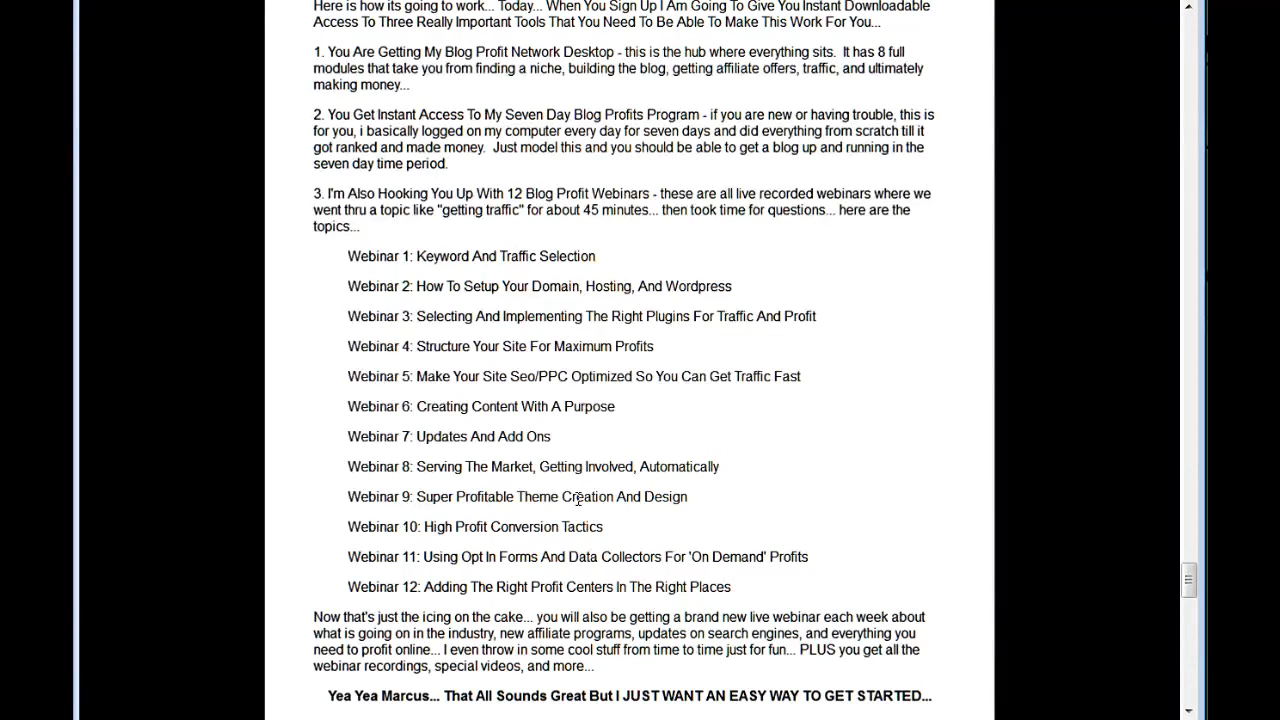 Here is how its going to work... Today... When You Sign Up I Am Going To Give You Instant Downloadable
Access To Three Really Important Tools That You Need To Be Able To Make This Work For You...
1. You Are Getting My Blog Profit Network Desktop - this is the hub where everything sits.  It has 8 full
modules that take you from finding a niche, building the blog, getting affiliate offers, traffic, and ultimately
making money...
2. You Get Instant Access To My Seven Day Blog Profits Program - if you are new or having trouble, this is
for you, i basically logged on my computer every day for seven days and did everything from scratch till it
got ranked and made money.  Just model this and you should be able to get a blog up and running in the
seven day time period.
3. I'm Also Hooking You Up With 12 Blog Profit Webinars - these are all live recorded webinars where we
went thru a topic like "getting traffic" for about 45 minutes... then took time for questions... here are the
topics...
Webinar 1: Keyword And Traffic Selection
Webinar 2: How To Setup Your Domain, Hosting, And Wordpress
Webinar 3: Selecting And Implementing The Right Plugins For Traffic And Profit
Webinar 4: Structure Your Site For Maximum Profits
Webinar 5: Make Your Site Seo/PPC Optimized So You Can Get Traffic Fast
Webinar 6: Creating Content With A Purpose
Webinar 7: Updates And Add Ons
Webinar 8: Serving The Market, Getting Involved, Automatically
Webinar 9: Super Profitable Theme Creation And Design
Webinar 10: High Profit Conversion Tactics
Webinar 11: Using Opt In Forms And Data Collectors For 'On Demand' Profits
Webinar 12: Adding The Right Profit Centers In The Right Places
Now that's just the icing on the cake... you will also be getting a brand new live webinar each week about
what is going on in the industry, new affiliate programs, updates on search engines, and everything you
need to profit online... I even throw in some cool stuff from time to time just for fun... PLUS you get all the
webinar recordings, special videos, and more...
Yea Yea Marcus... That All Sounds Great But I JUST WANT AN EASY WAY TO GET STARTED...